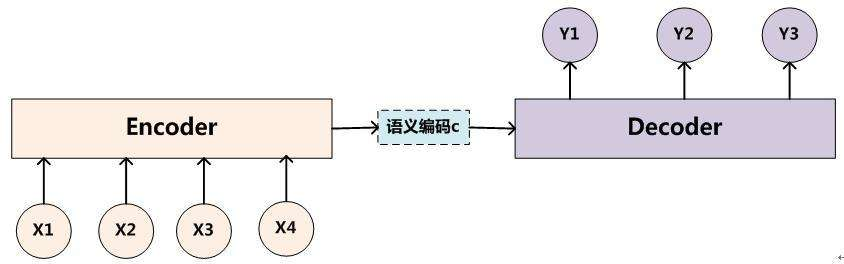 Y1 Y2 Y3
Encoder 语义编码c Decoder
X1 X2 X3 X4